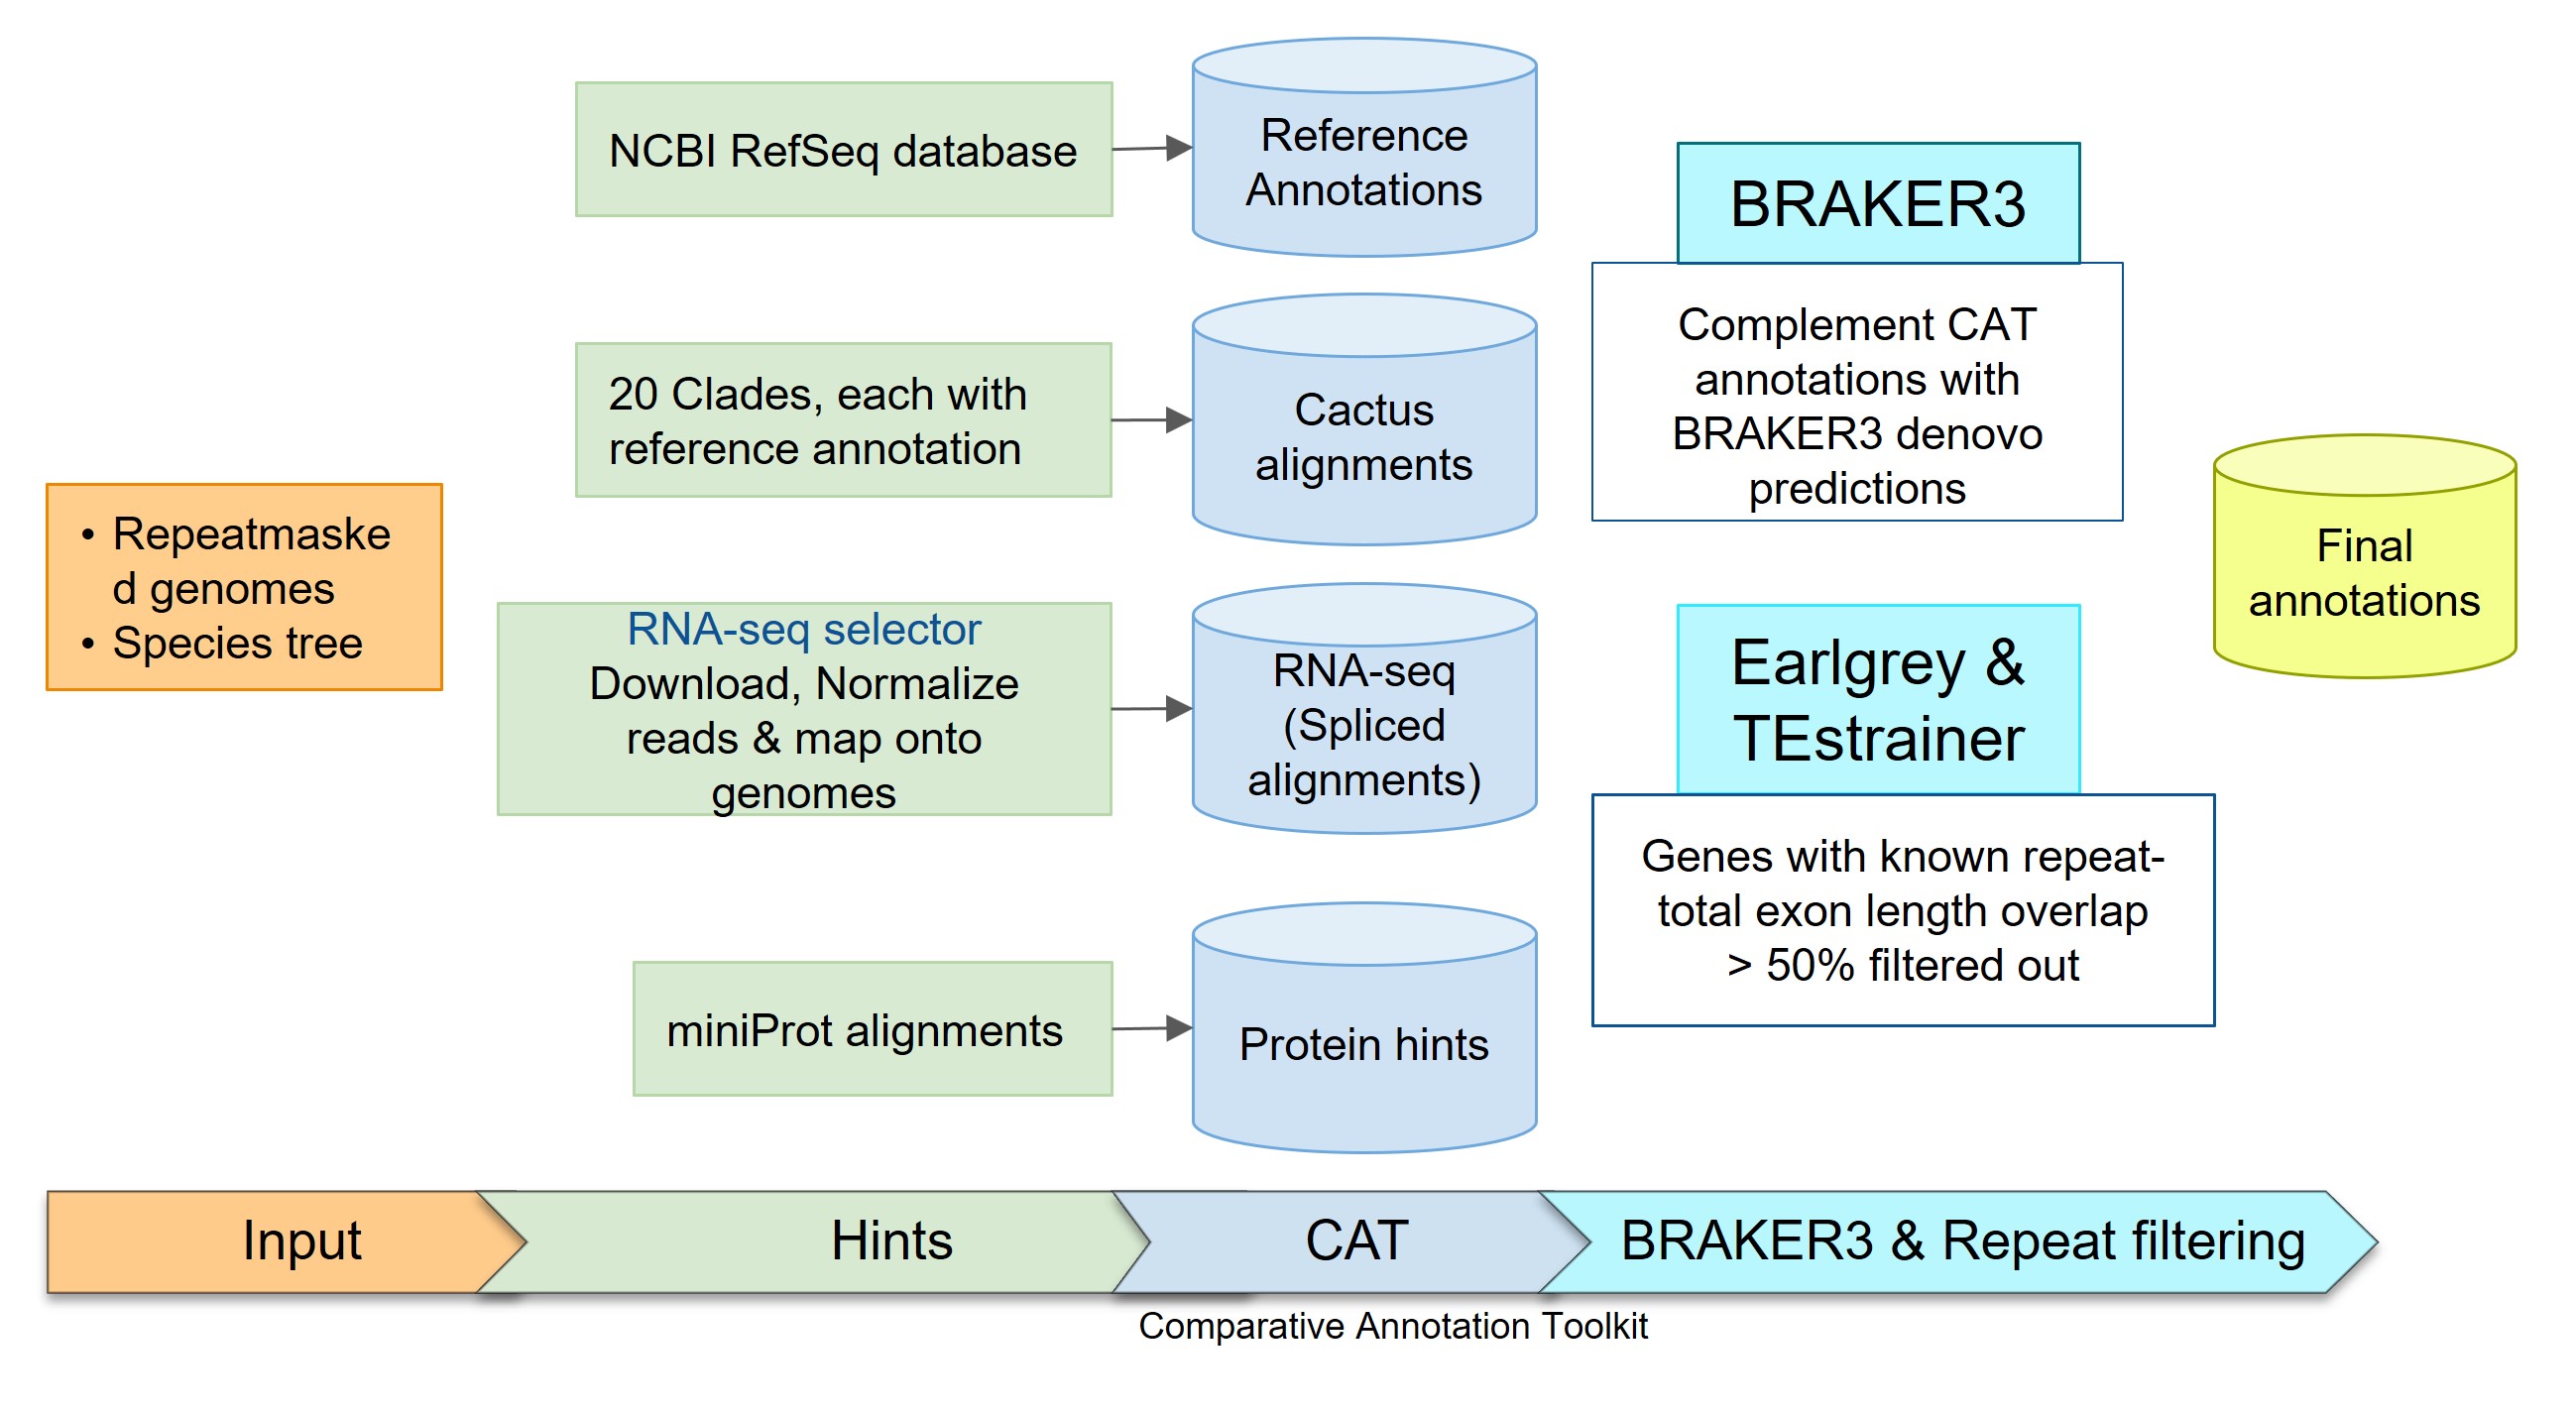 NCBI RefSeq database
Reference
Annotations
BRAKER3
20 Clades, each with
reference annotation
Cactus
alignments
Complement CAT
annotations with
BRAKER3 denovo
predictions
• Repeatmaske
d genomes
• Species tree
RNA-seq selector
Download, Normalize
reads & map onto
genomes
RNA-seq
(Spliced
alignments)
Earlgrey &
TEstrainer
Final
annotations
Genes with known repeat-
total exon length overlap
> 50% filtered out
miniProt alignments
Protein hints
Input
Hints
CAT
BRAKER3 & Repeat filtering
Comparative Annotation Toolkit